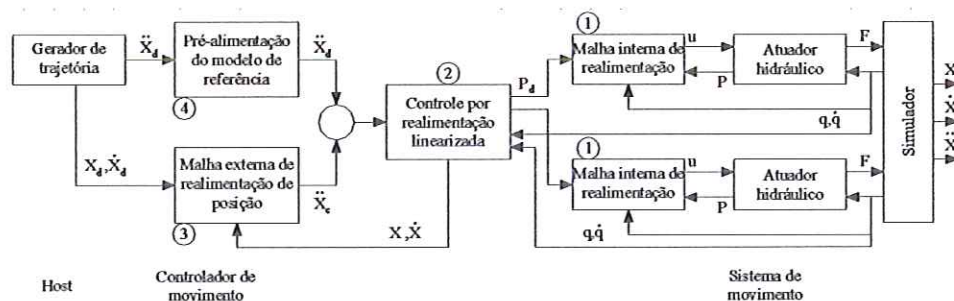 Gerador de
trajetória
Ẍd
Pré-alimentação
do modelo de
referência
4
Ẍd
Xd,Ẋd
Malha externa de
realimentação de
posição
3
Ẍc
2
Controle por
realimentação
linearizada
X,Ẋ
Pd
1
Malha interna de
realimentação
u
P
Atuador
hidráulico
F
q,q̇
1
Malha interna de
realimentação
u
P
Atuador
hidráulico
F
q,q̇
Simulador
X
Ẋ
Ẍ
Host
Controlador de
movimento
Sistema de
movimento